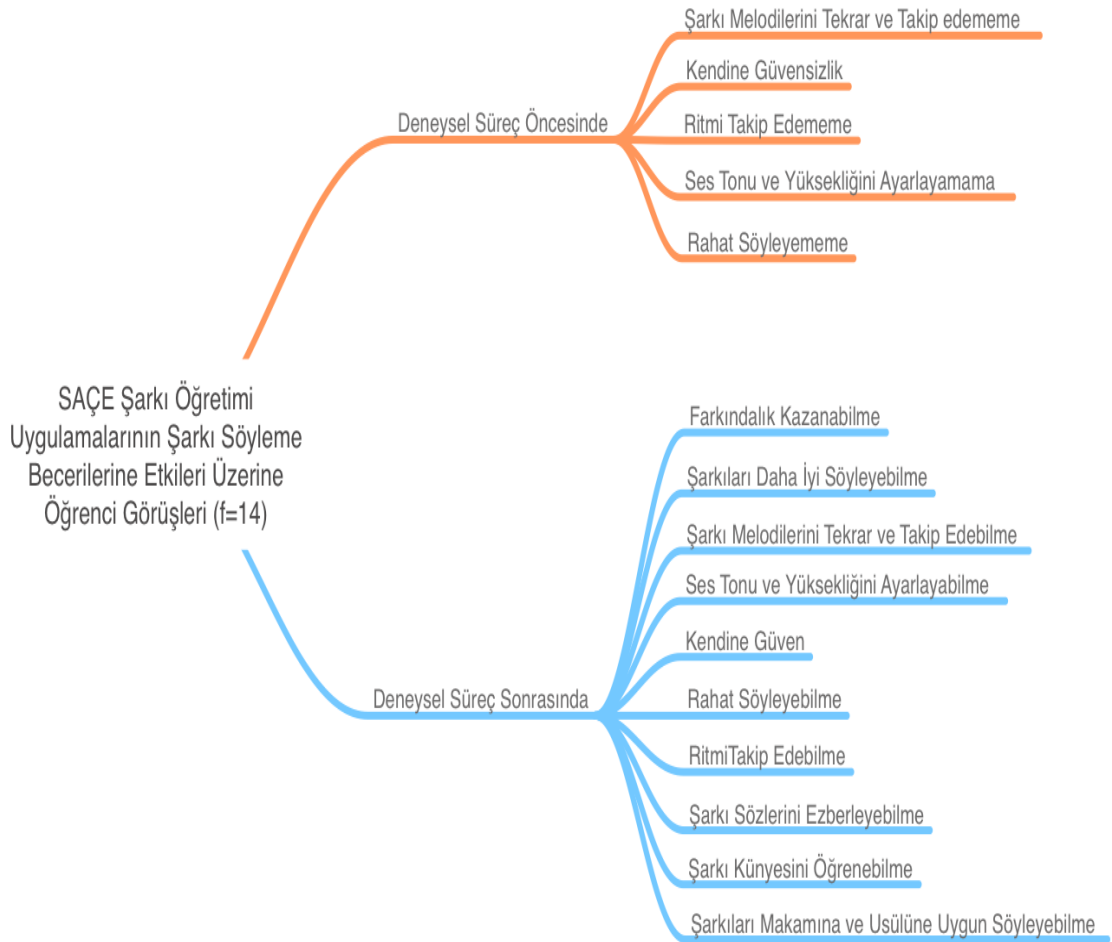 Şarkı Melodilerini Tekrar ve Takip edememe
Kendine Güvensizlik
Deneysel Süreç Öncesinde
Ritmi Takip Edememe
Ses Tonu ve Yüksekliğini Ayarlayamama
Rahat Söyleyememe
SAÇE Şarkı Öğretimi
Uygulamalarının Şarkı Söyleme
Becerilerine Etkileri Üzerine
Öğrenci Görüşleri (f=14)
Farkındalık Kazanabilme
Şarkıları Daha İyi Söyleyebilme
Şarkı Melodilerini Tekrar ve Takip Edebilme
Ses Tonu ve Yüksekliğini Ayarlayabilme
Kendine Güven
Deneysel Süreç Sonrasında
Rahat Söyleyebilme
RitmiTakip Edebilme
Şarkı Sözlerini Ezberleyebilme
Şarkı Künyesini Öğrenebilme
Şarkıları Makamına ve Usülüne Uygun Söyleyebilme